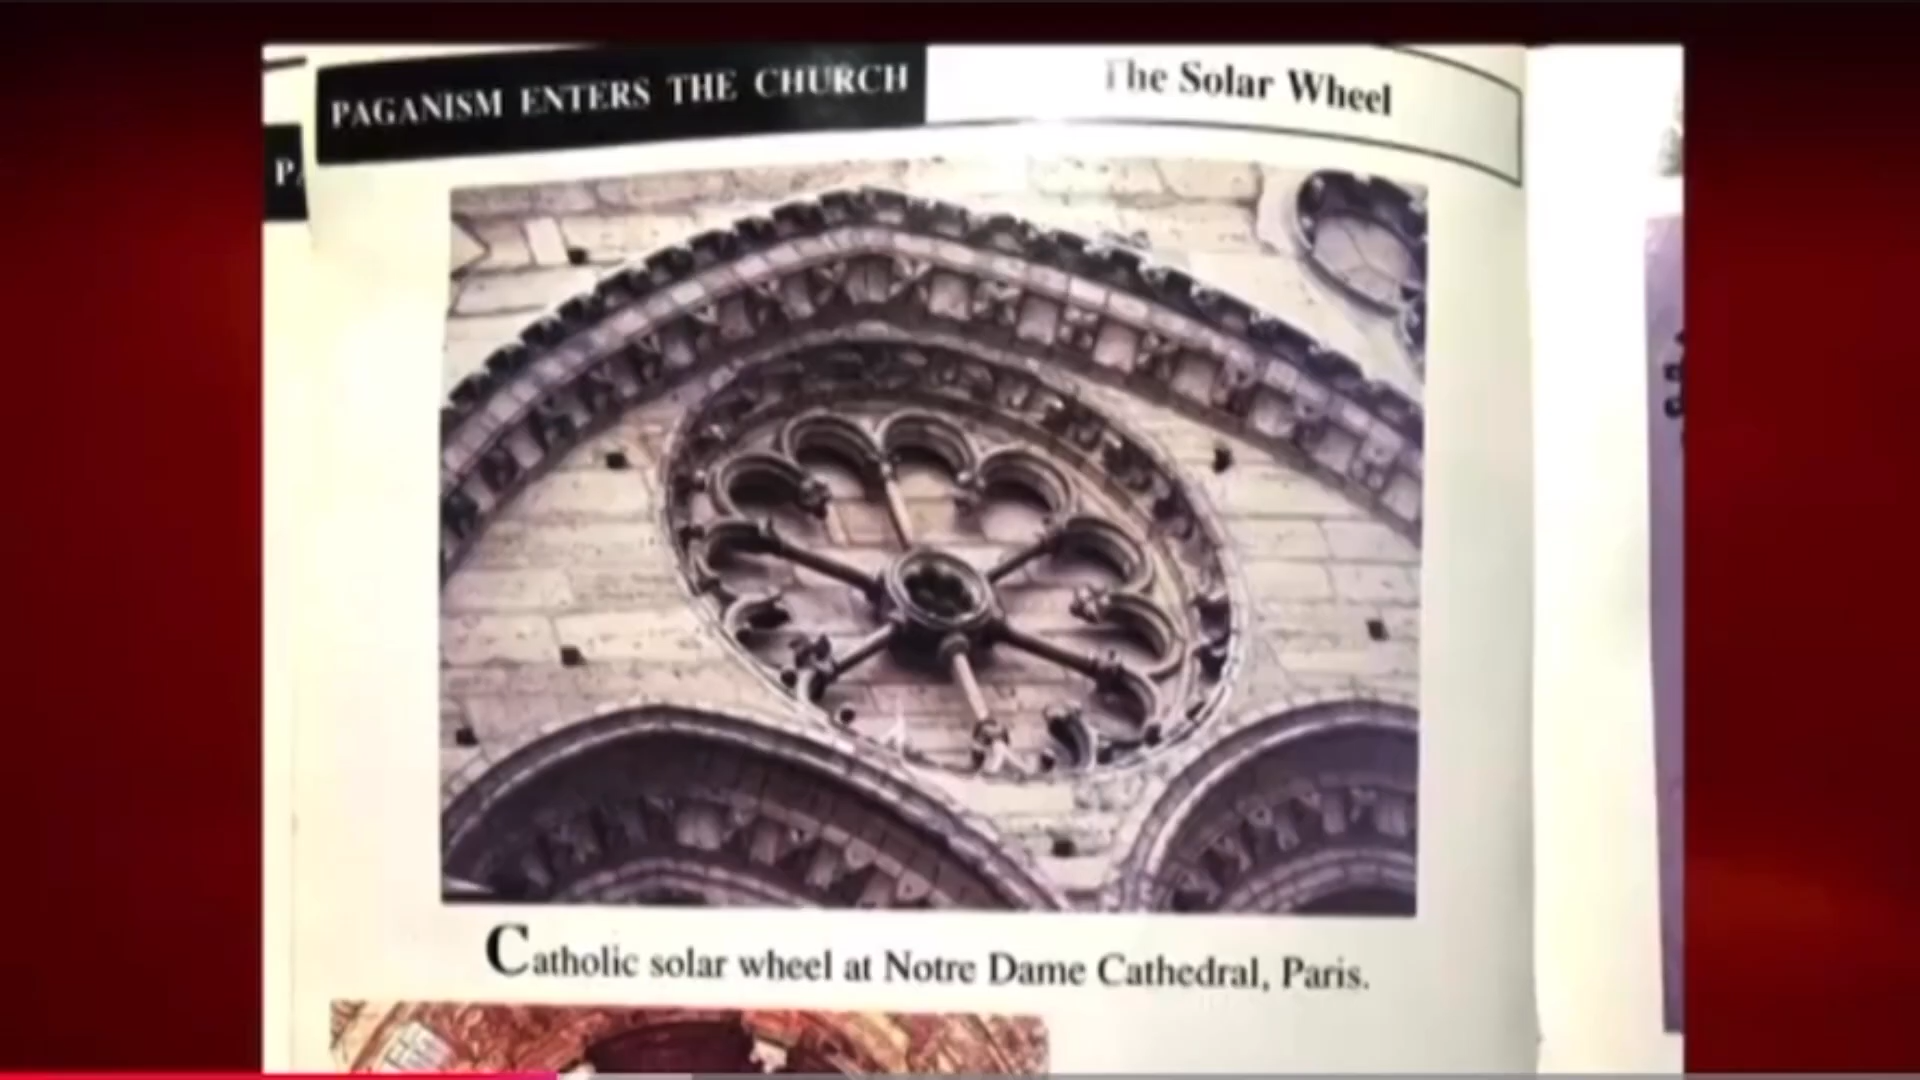 PAGANISM ENTERS THE CHURCH
The Solar Wheel
Catholic solar wheel at Notre Dame Cathedral, Paris.